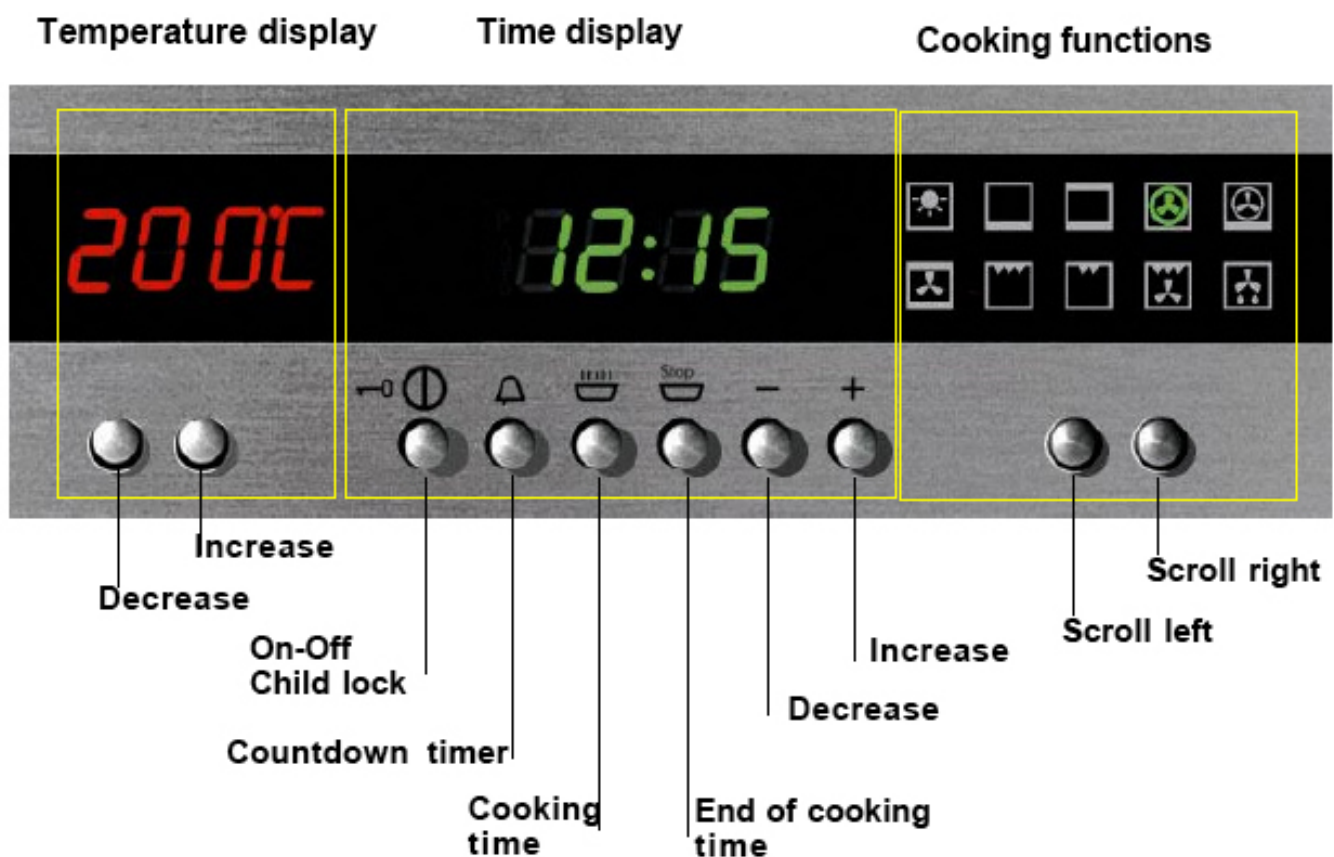 Temperature display
Time display
Cooking functions
200°C
12:15
Stop
− +
Increase
Decrease
On-Off
Child lock
Countdown timer
Cooking
time
End of cooking
time
Decrease
Increase
Scroll left
Scroll right